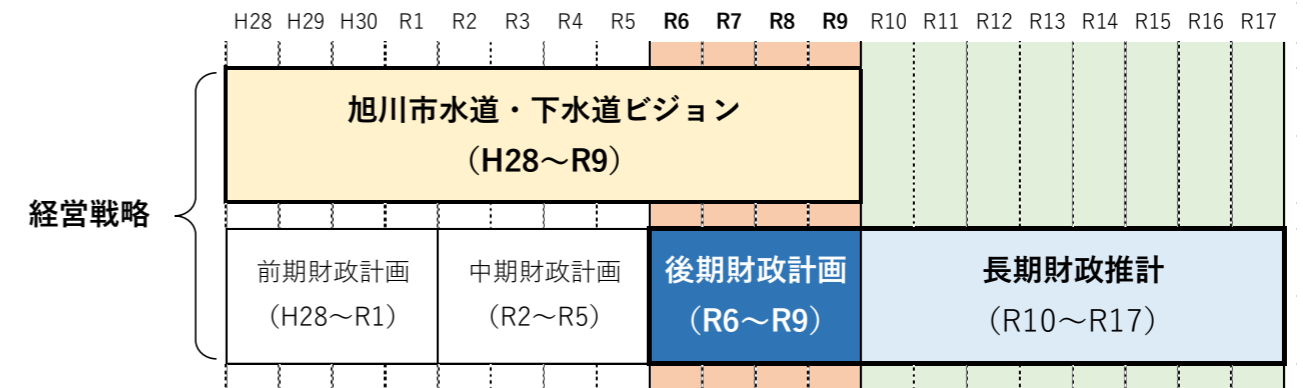 H28 H29 H30 R1 R2 R3 R4 R5 R6 R7 R8 R9 R10 R11 R12 R13 R14 R15 R16 R17
旭川市水道・下水道ビジョン
（H28～R9）
経営戦略
前期財政計画 中期財政計画 後期財政計画 長期財政推計
（H28～R1） （R2～R5） （R6～R9） （R10～R17）